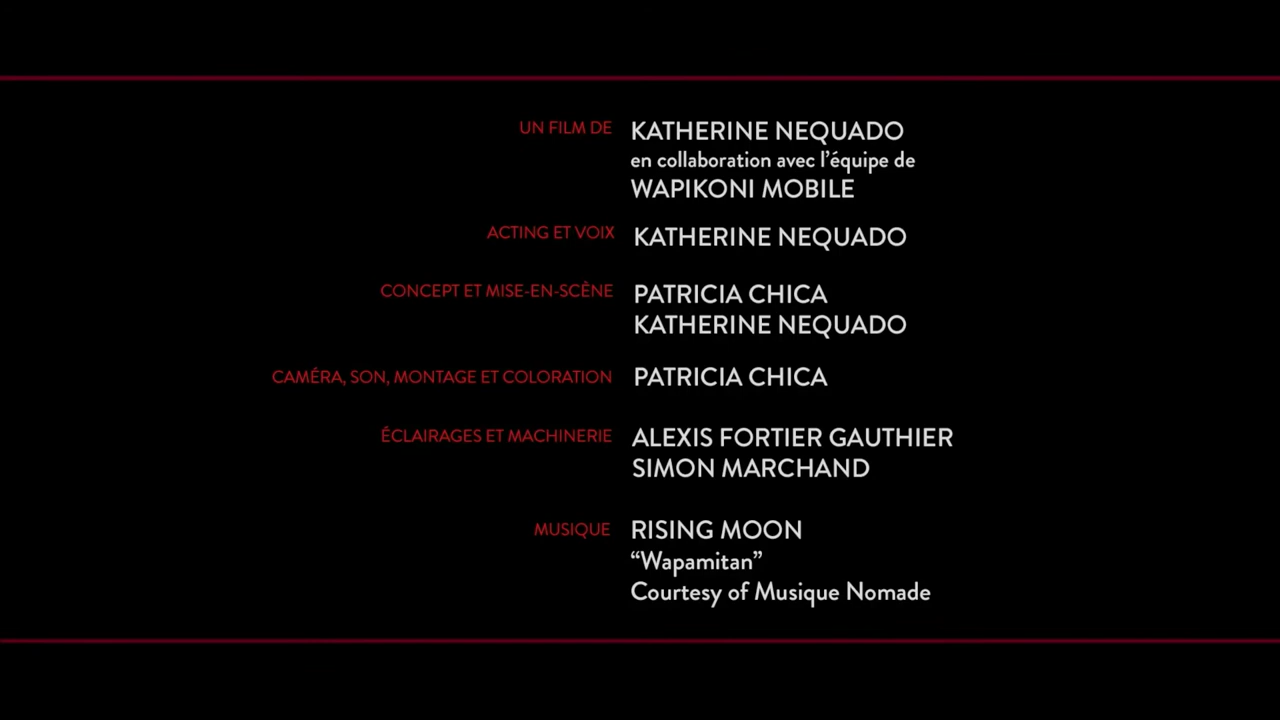 UN FILM DE KATHERINE NEQUADO
en collaboration avec l'équipe de
WAPIKONI MOBILE
ACTING ET VOIX KATHERINE NEQUADO
CONCEPT ET MISE-EN-SCÈNE PATRICIA CHICA
KATHERINE NEQUADO
CAMÉRA, SON, MONTAGE ET COLORATION PATRICIA CHICA
ÉCLAIRAGES ET MACHINERIE ALEXIS FORTIER GAUTHIER
SIMON MARCHAND
MUSIQUE RISING MOON
“Wapamitan”
Courtesy of Musique Nomade